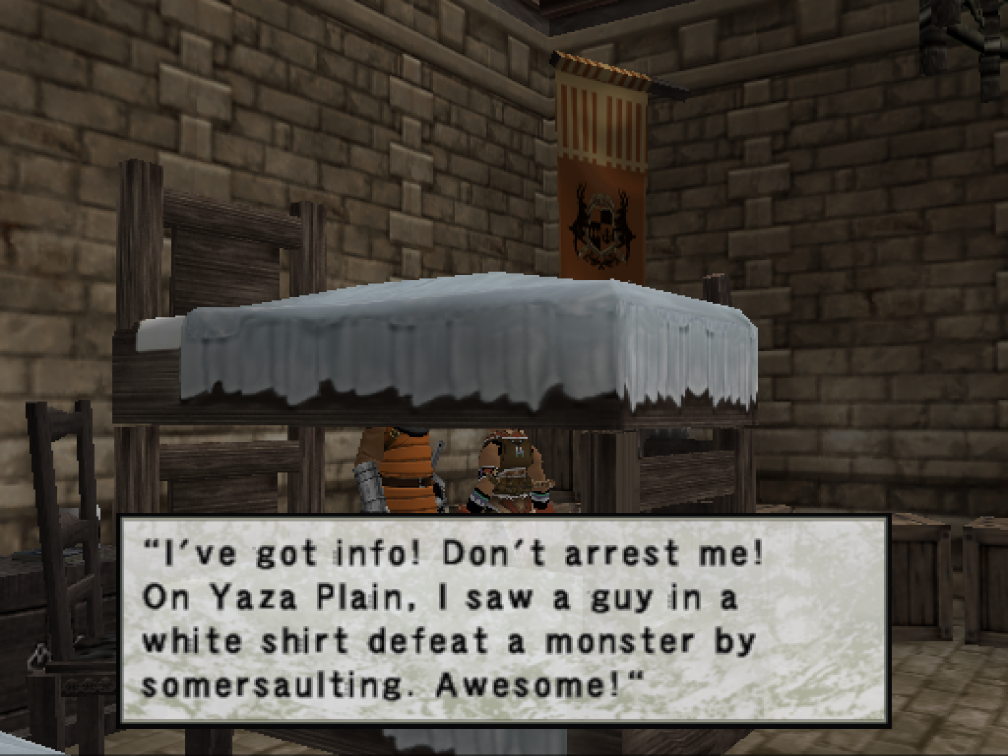 “I've got info! Don't arrest me!
On Yaza Plain, I saw a guy in a
white shirt defeat a monster by
somersaulting. Awesome!“